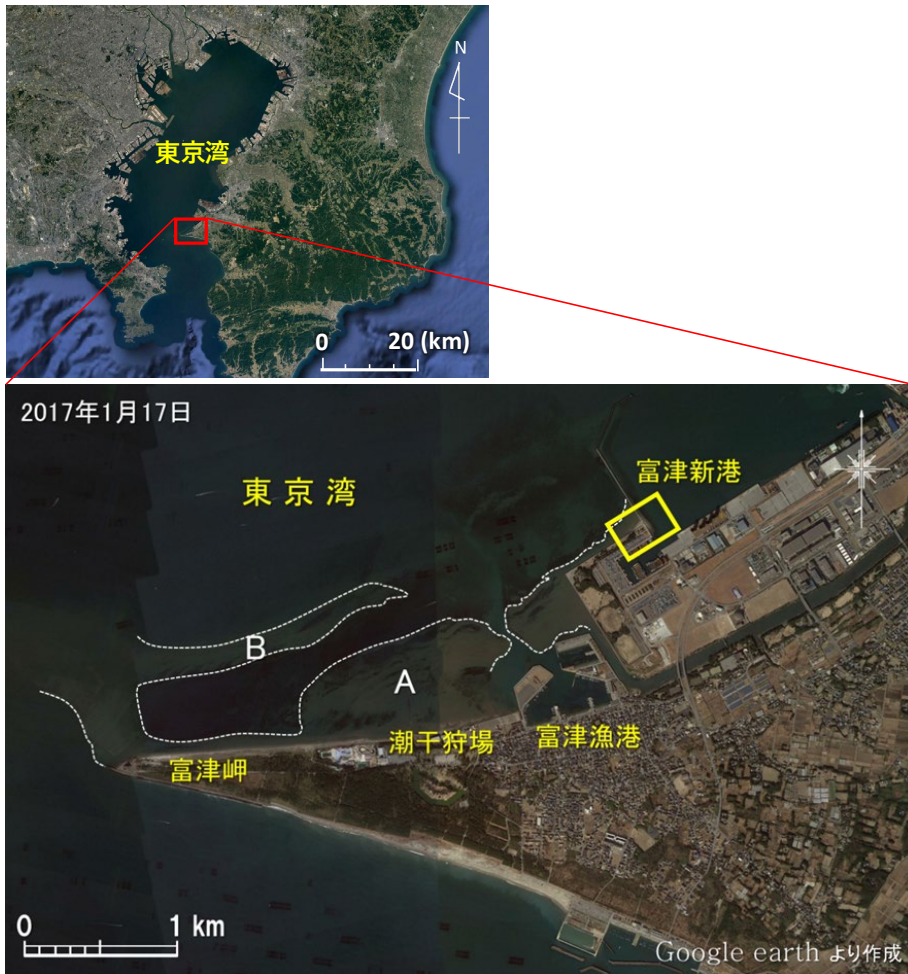 N
東京湾
0 20 (km)
2017年1月17日
富津新港
東京湾
B
A
潮干狩場
富津漁港
富津岬
0 1 km
Google earth より作成